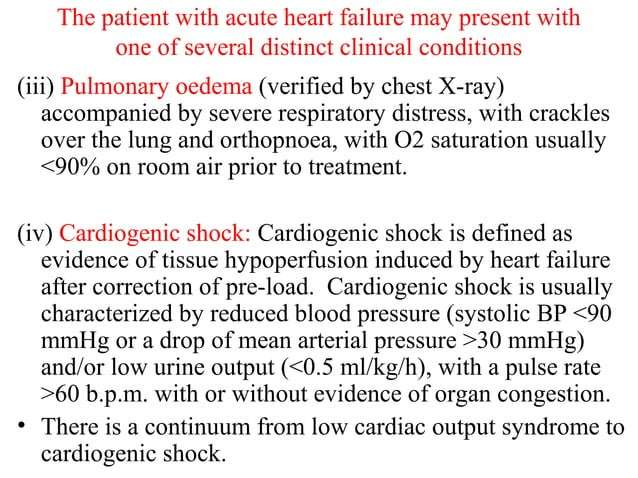 The patient with acute heart failure may present with
one of several distinct clinical conditions
(iii) Pulmonary oedema (verified by chest X-ray)
accompanied by severe respiratory distress, with crackles
over the lung and orthopnoea, with O2 saturation usually
<90% on room air prior to treatment.
(iv) Cardiogenic shock: Cardiogenic shock is defined as
evidence of tissue hypoperfusion induced by heart failure
after correction of pre-load. Cardiogenic shock is usually
characterized by reduced blood pressure (systolic BP <90
mmHg or a drop of mean arterial pressure >30 mmHg)
and/or low urine output (<0.5 ml/kg/h), with a pulse rate
>60 b.p.m. with or without evidence of organ congestion.
• There is a continuum from low cardiac output syndrome to
cardiogenic shock.